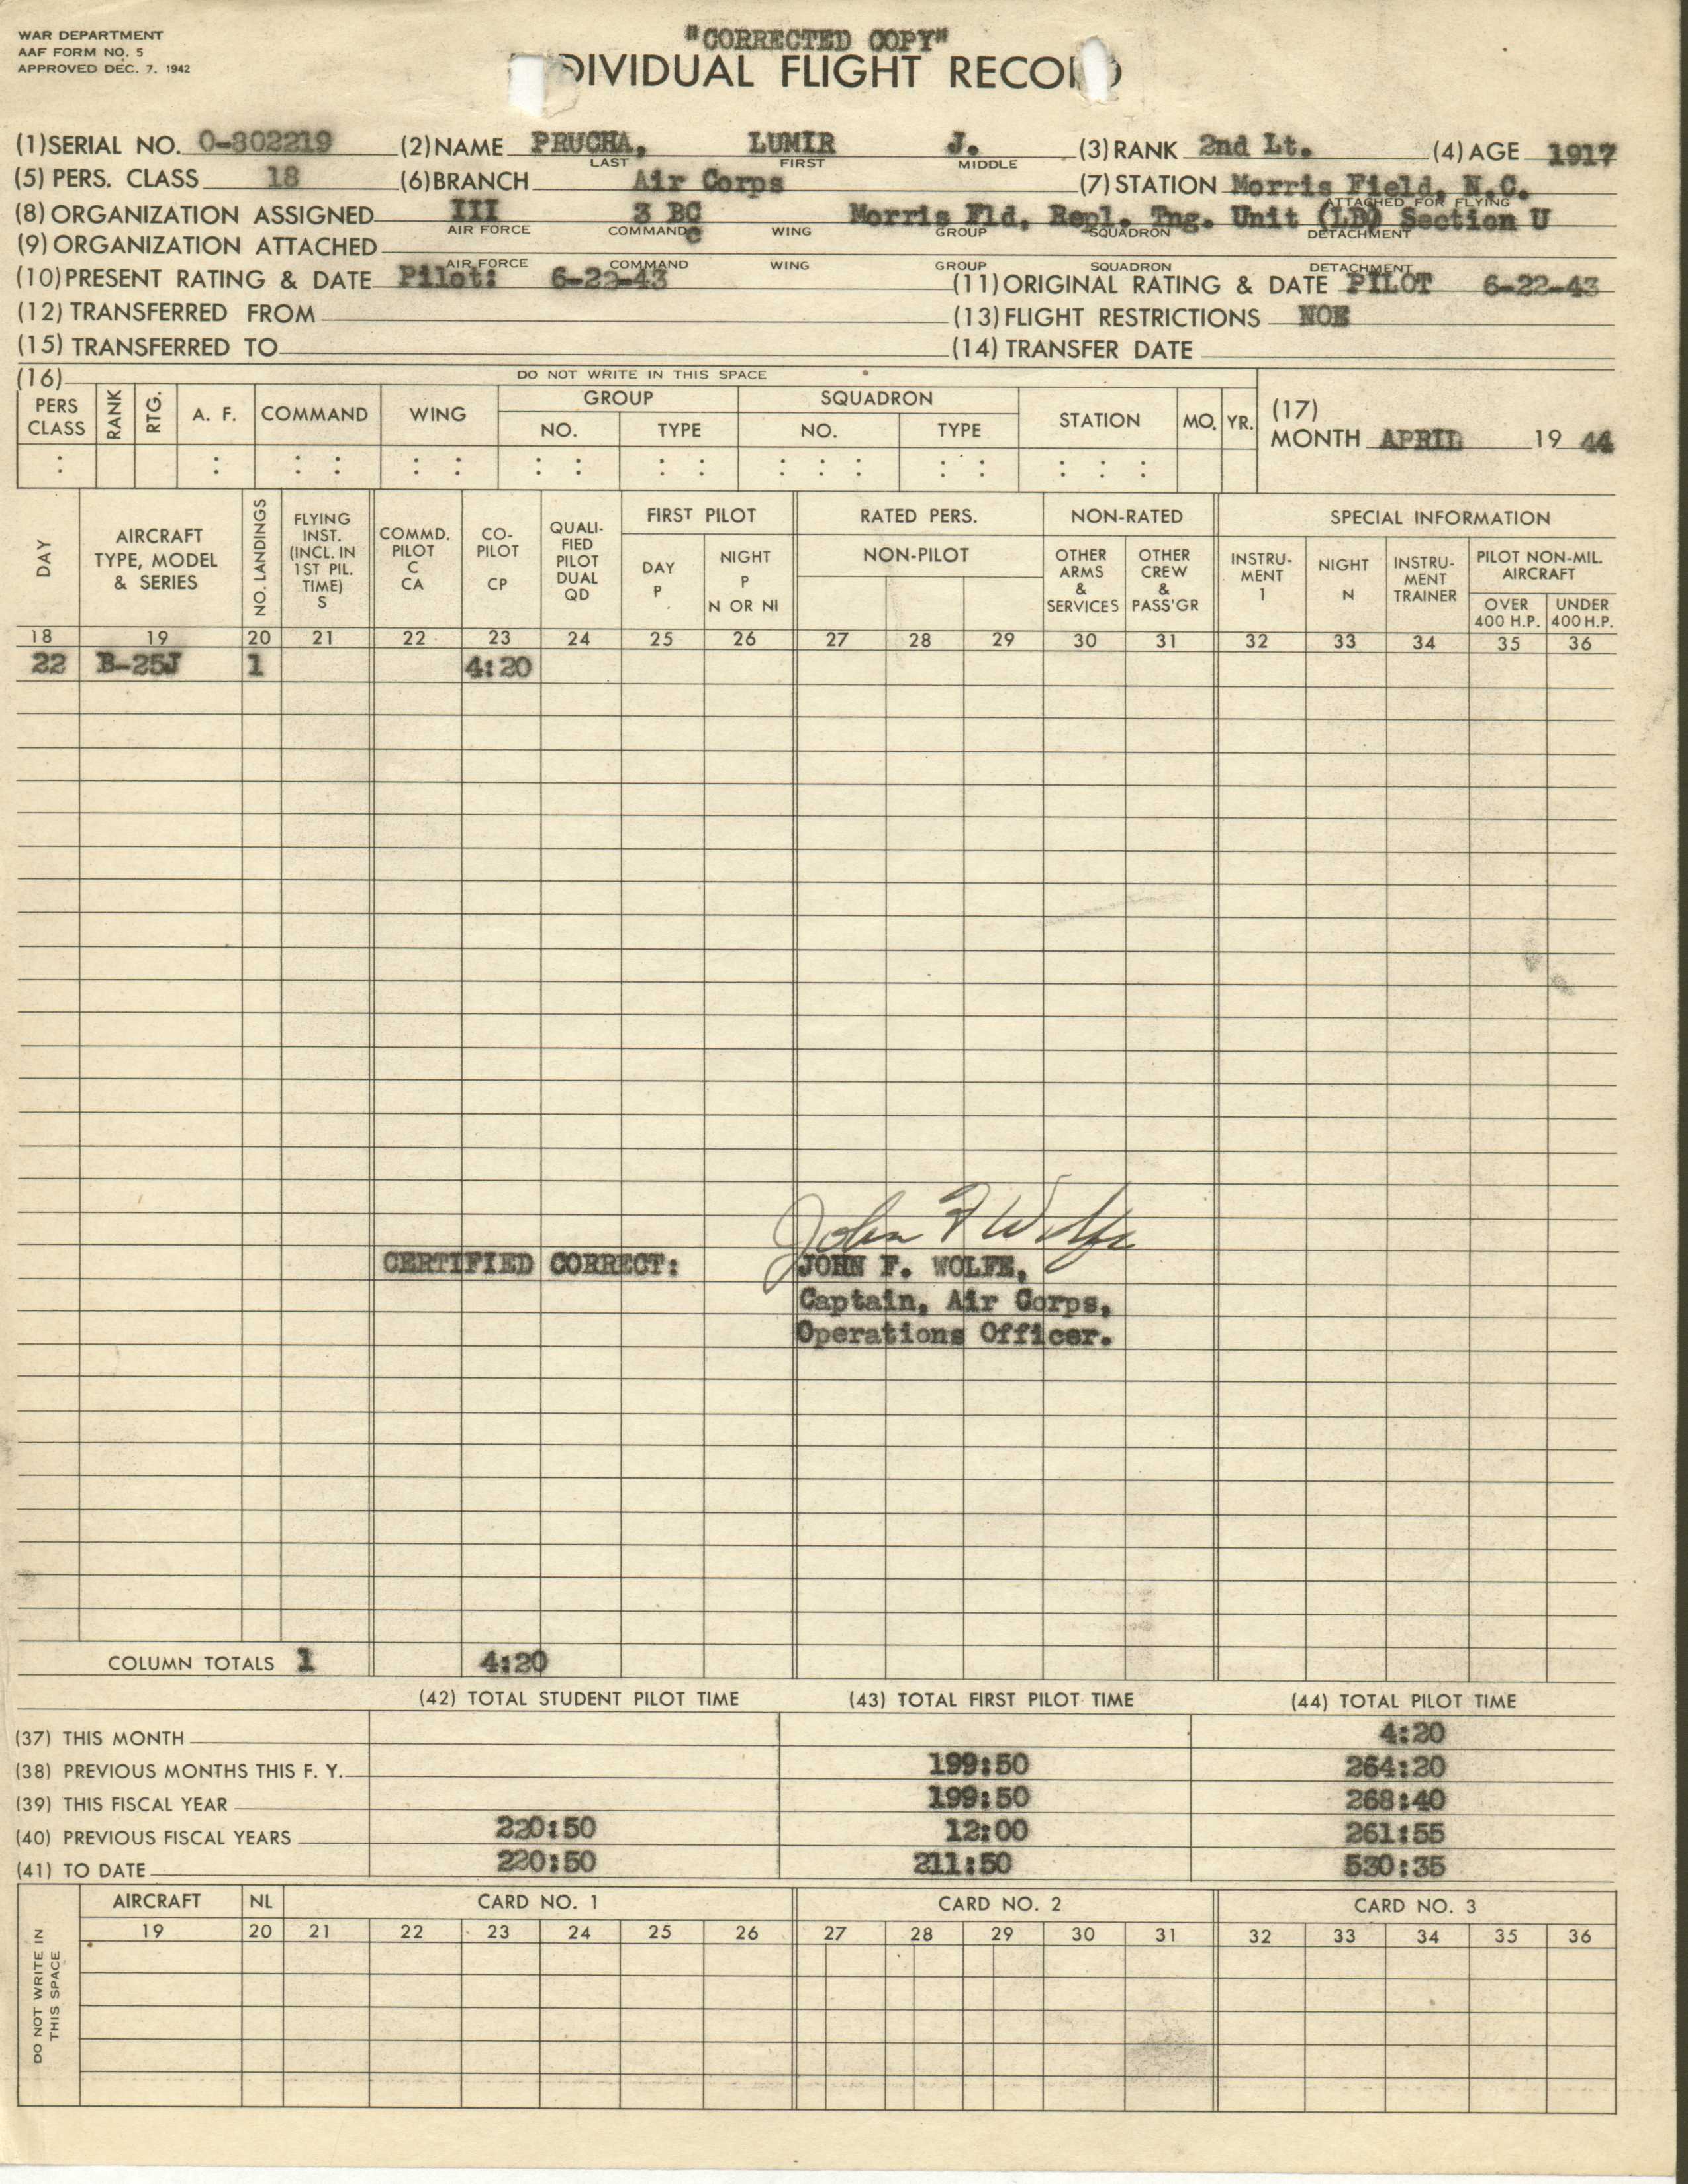 WAR DEPARTMENT
AAF FORM NO. 5
APPROVED DEC. 7. 1942
"CORRECTED COPY"
DIVIDUAL FLIGHT RECORD
(1) SERIAL NO. O-802219 (2) NAME PRUCHA, LUMIR J. (3) RANK 2nd Lt. (4) AGE 1917
LAST FIRST MIDDLE
(5) PERS. CLASS 18 (6) BRANCH Air Corps (7) STATION Morris Field, N.C.
ATTACHED FOR FLYING
(8) ORGANIZATION ASSIGNED III 3 BC Morris Fld, Repl. Tng. Unit (LB) Section U
AIR FORCE COMMAND WING GROUP SQUADRON DETACHMENT
(9) ORGANIZATION ATTACHED
AIR FORCE COMMAND WING GROUP SQUADRON DETACHMENT
(10) PRESENT RATING & DATE Pilot: 6-22-43 (11) ORIGINAL RATING & DATE PILOT 6-22-43
(12) TRANSFERRED FROM (13) FLIGHT RESTRICTIONS NOE
(15) TRANSFERRED TO (14) TRANSFER DATE
(16) DO NOT WRITE IN THIS SPACE
PERS CLASS RANK RTG. A. F. COMMAND WING GROUP NO. TYPE SQUADRON NO. TYPE STATION MO. YR.
(17)
MONTH APRIL 19 44
DAY
AIRCRAFT TYPE, MODEL & SERIES
NO. LANDINGS
FLYING INST. (INCL. IN 1ST PIL. TIME) S
COMMD. PILOT C CA
CO-PILOT CP
QUALI-FIED PILOT DUAL QD
FIRST PILOT
DAY P
NIGHT P N OR NI
RATED PERS.
NON-PILOT
NON-RATED
OTHER ARMS & SERVICES
OTHER CREW & PASS'GR
SPECIAL INFORMATION
INSTRU-MENT I
NIGHT N
INSTRU-MENT TRAINER
PILOT NON-MIL. AIRCRAFT
OVER 400 H.P.
UNDER 400 H.P.
18 19 20 21 22 23 24 25 26 27 28 29 30 31 32 33 34 35 36
22 B-25J 1 4:20
CERTIFIED CORRECT: John F Wolfe
JOHN F. WOLFE,
Captain, Air Corps,
Operations Officer.
COLUMN TOTALS 1 4:20
(42) TOTAL STUDENT PILOT TIME (43) TOTAL FIRST PILOT TIME (44) TOTAL PILOT TIME
(37) THIS MONTH 4:20
(38) PREVIOUS MONTHS THIS F. Y. 199:50 264:20
(39) THIS FISCAL YEAR 199:50 268:40
(40) PREVIOUS FISCAL YEARS 220:50 12:00 261:55
(41) TO DATE 220:50 211:50 530:35
AIRCRAFT NL CARD NO. 1 CARD NO. 2 CARD NO. 3
19 20 21 22 23 24 25 26 27 28 29 30 31 32 33 34 35 36
DO NOT WRITE IN THIS SPACE